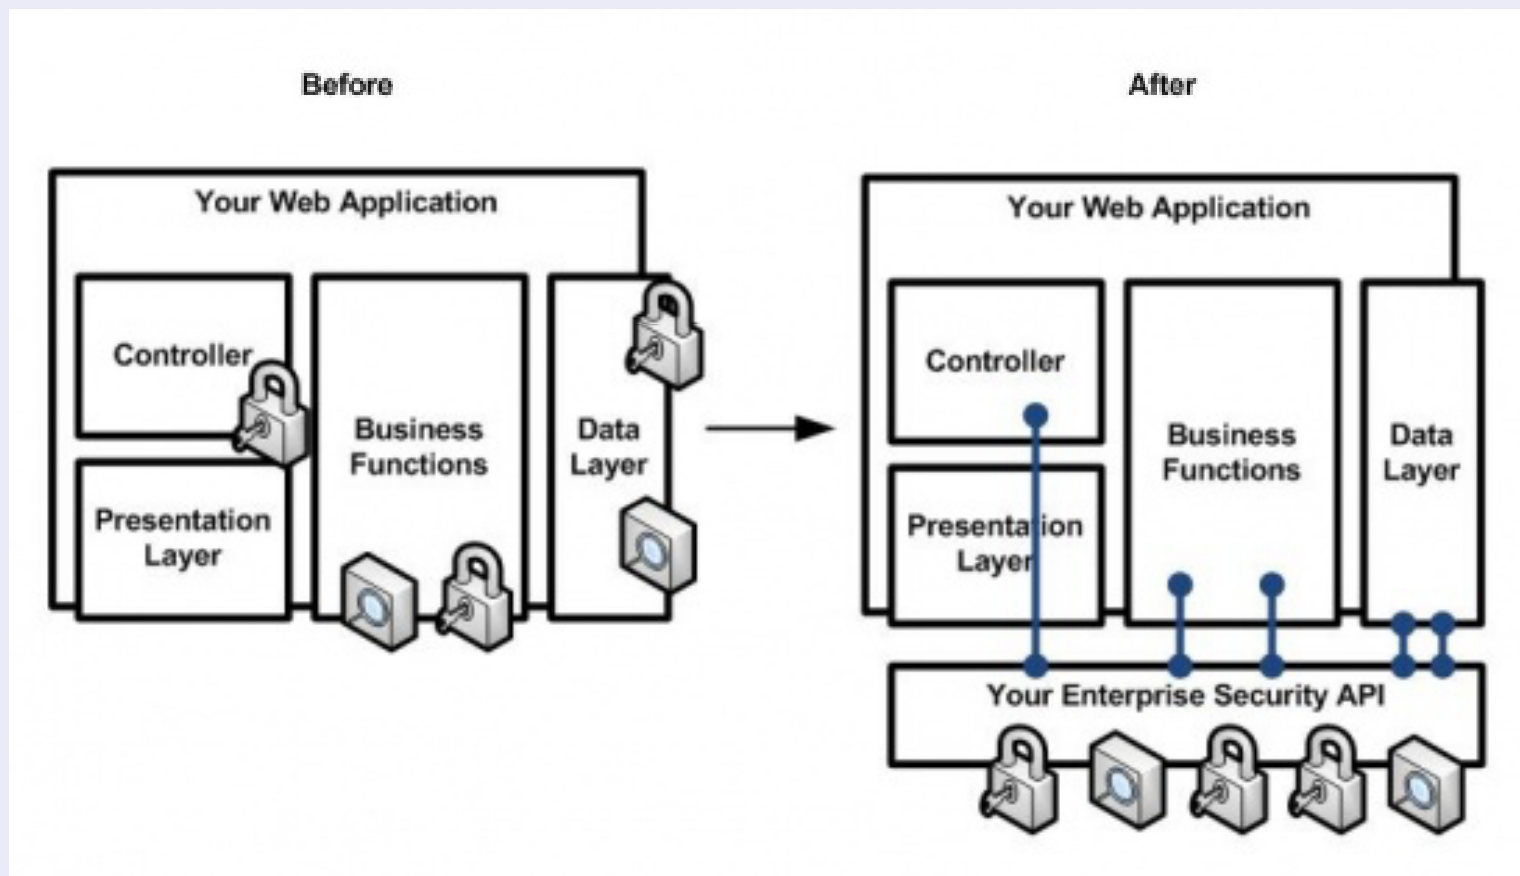 Before
Your Web Application
Controller
Presentation
Layer
Business
Functions
Data
Layer
After
Your Web Application
Controller
Presentation
Layer
Business
Functions
Data
Layer
Your Enterprise Security API